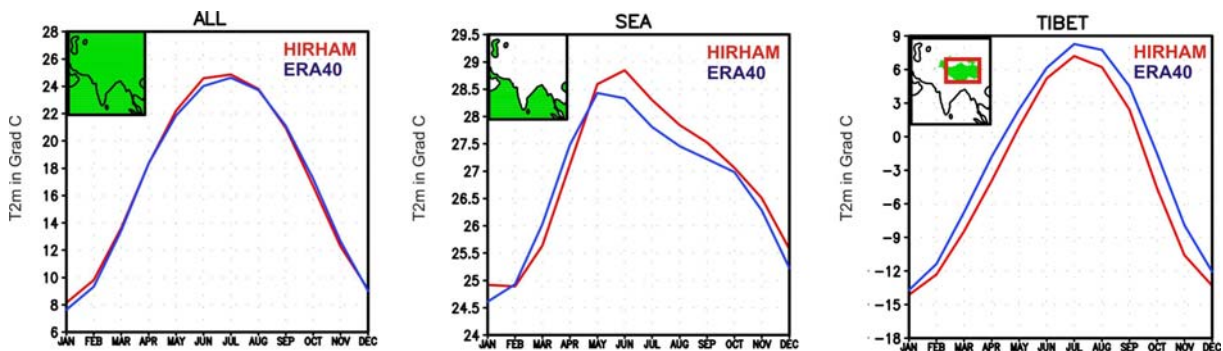 ALL
HIRHAM
ERA40
T2m in Grad C
28
26
24
22
20
18
16
14
12
10
8
6
JAN FEB MAR APR MAY JUN JUL AUG SEP OCT NOV DEC
SEA
HIRHAM
ERA40
T2m in Grad C
29.5
29
28.5
28
27.5
27
26.5
26
25.5
25
24.5
24
JAN FEB MAR APR MAY JUN JUL AUG SEP OCT NOV DEC
TIBET
HIRHAM
ERA40
T2m in Grad C
9
6
3
0
-3
-6
-9
-12
-15
-18
JAN FEB MAR APR MAY JUN JUL AUG SEP OCT NOV DEC